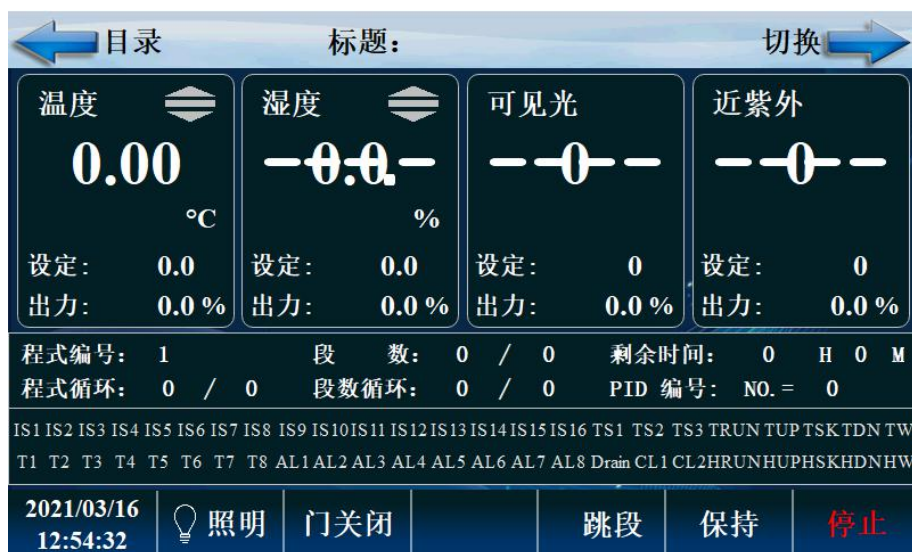 目录 标题： 切换
温度 湿度 可见光 近紫外
0.00 0.0. 0 0
°C %
设定： 0.0 设定： 0.0 设定： 0 设定： 0
出力： 0.0 % 出力： 0.0 % 出力： 0.0 % 出力： 0.0 %
程式编号： 1 段 数： 0 / 0 剩余时间： 0 H 0 M
程式循环： 0 / 0 段数循环： 0 / 0 PID 编号： NO.= 0
IS1 IS2 IS3 IS4 IS5 IS6 IS7 IS8 IS9 IS10 IS11 IS12 IS13 IS14 IS15 IS16 TS1 TS2 TS3 TRUN TUP TSK TDN TW
T1 T2 T3 T4 T5 T6 T7 T8 AL1 AL2 AL3 AL4 AL5 AL6 AL7 AL8 Drain CL1 CL2 HRUN HUP HSK HDN HW
2021/03/16 照明 门关闭 跳段 保持 停止
12:54:32